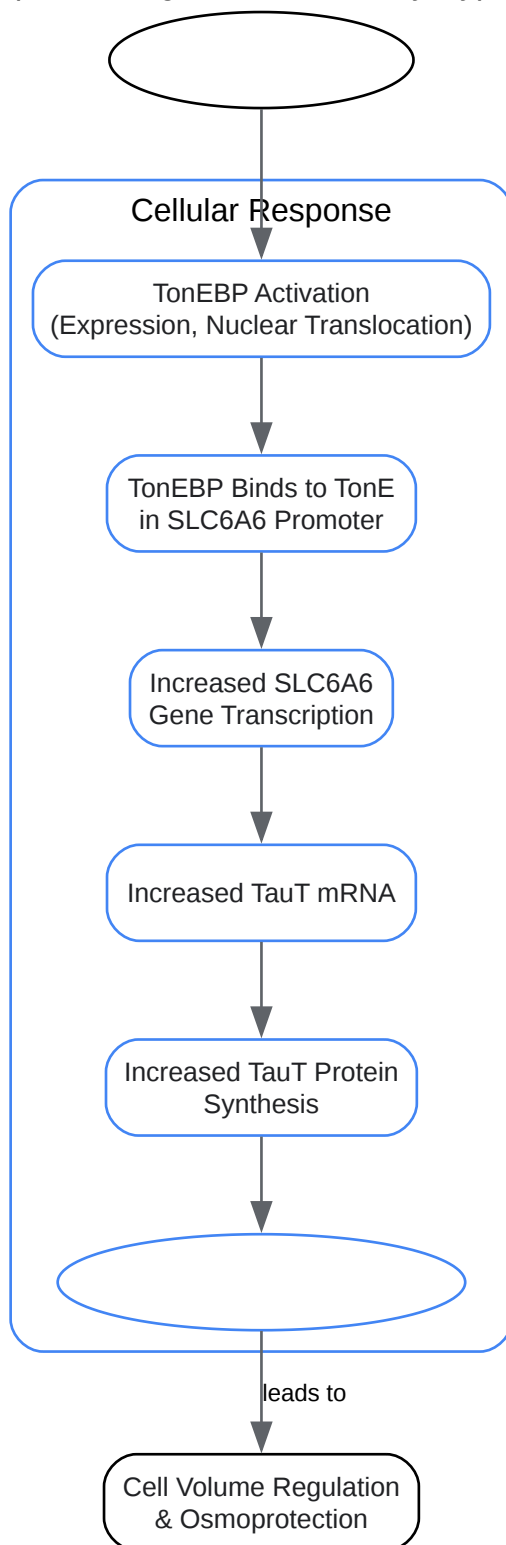 Cellular Response
TonEBP Activation
(Expression, Nuclear Translocation)
TonEBP Binds to TonE
in SLC6A6 Promoter
Increased SLC6A6
Gene Transcription
Increased TauT mRNA
Increased TauT Protein
Synthesis
leads to
Cell Volume Regulation
& Osmoprotection